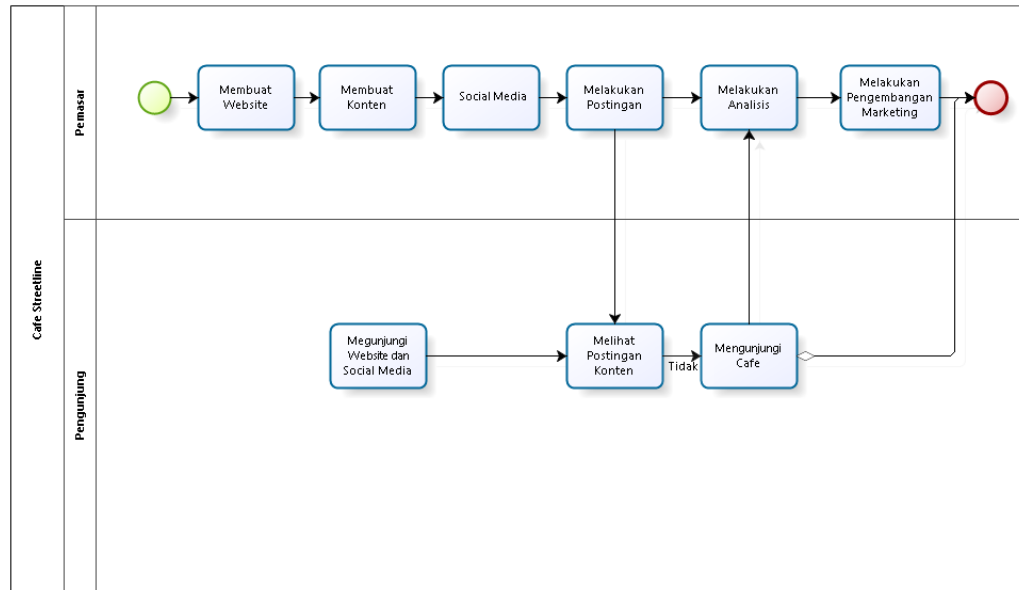 Cafe Streetline
Pemasar
Membuat
Website
Membuat
Konten
Social Media
Melakukan
Postingan
Melakukan
Analisis
Melakukan
Pengembangan
Marketing
Pengunjung
Megunjungi
Website dan
Social Media
Melihat
Postingan
Konten
Tidak
Mengunjungi
Cafe